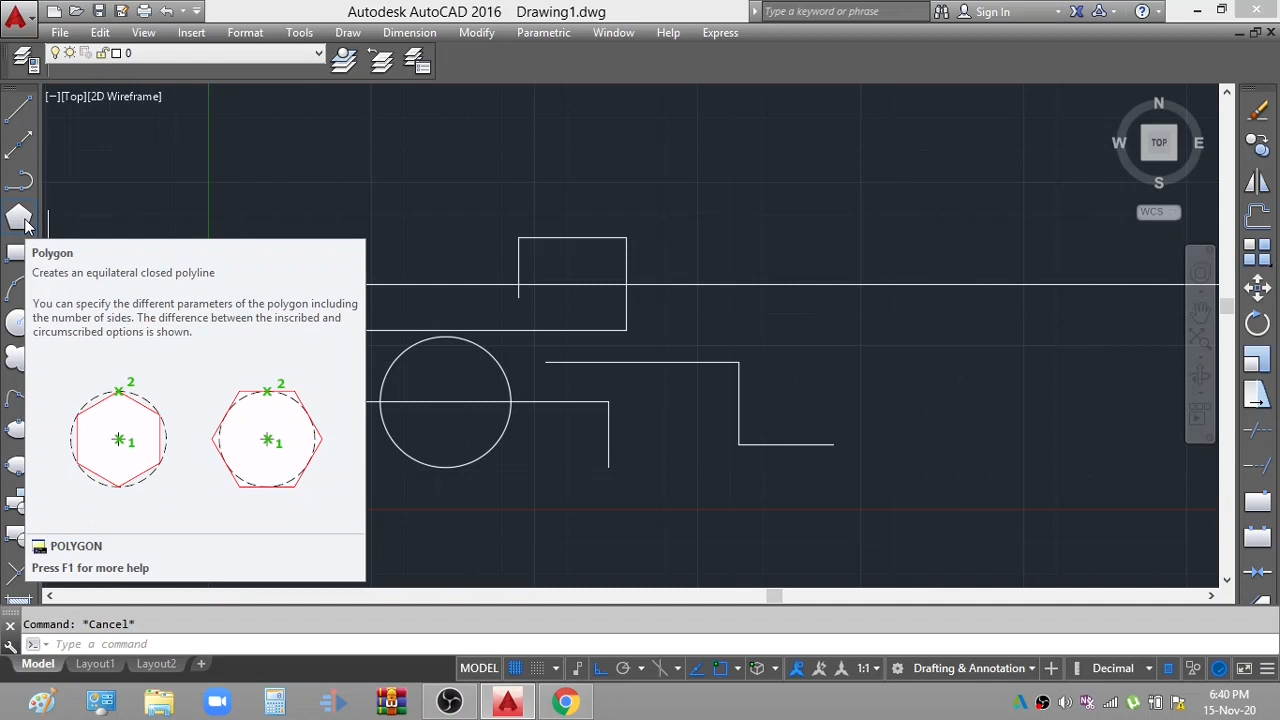 Autodesk AutoCAD 2016 Drawing1.dwg
Type a keyword or phrase
Sign In
File Edit View Insert Format Tools Draw Dimension Modify Parametric Window Help Express
0
[−][Top][2D Wireframe]
N
W TOP E
S
WCS
Polygon
Creates an equilateral closed polyline
You can specify the different parameters of the polygon including
the number of sides. The difference between the inscribed and
circumscribed options is shown.
2 2
1 1
POLYGON
Press F1 for more help
Command: *Cancel*
Type a command
Model Layout1 Layout2 +
MODEL 1:1 Drafting & Annotation Decimal
6:40 PM
15-Nov-20